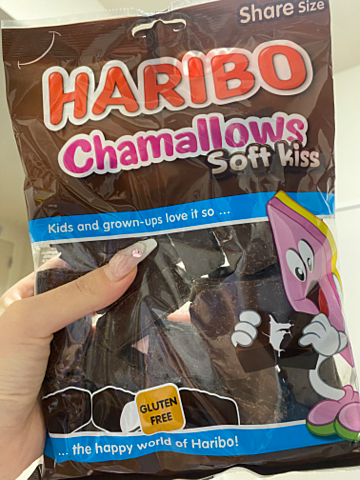 Share Size
HARIBO
Chamallows
Soft kiss
Kids and grown-ups love it so ...
GLUTEN
FREE
... the happy world of Haribo!